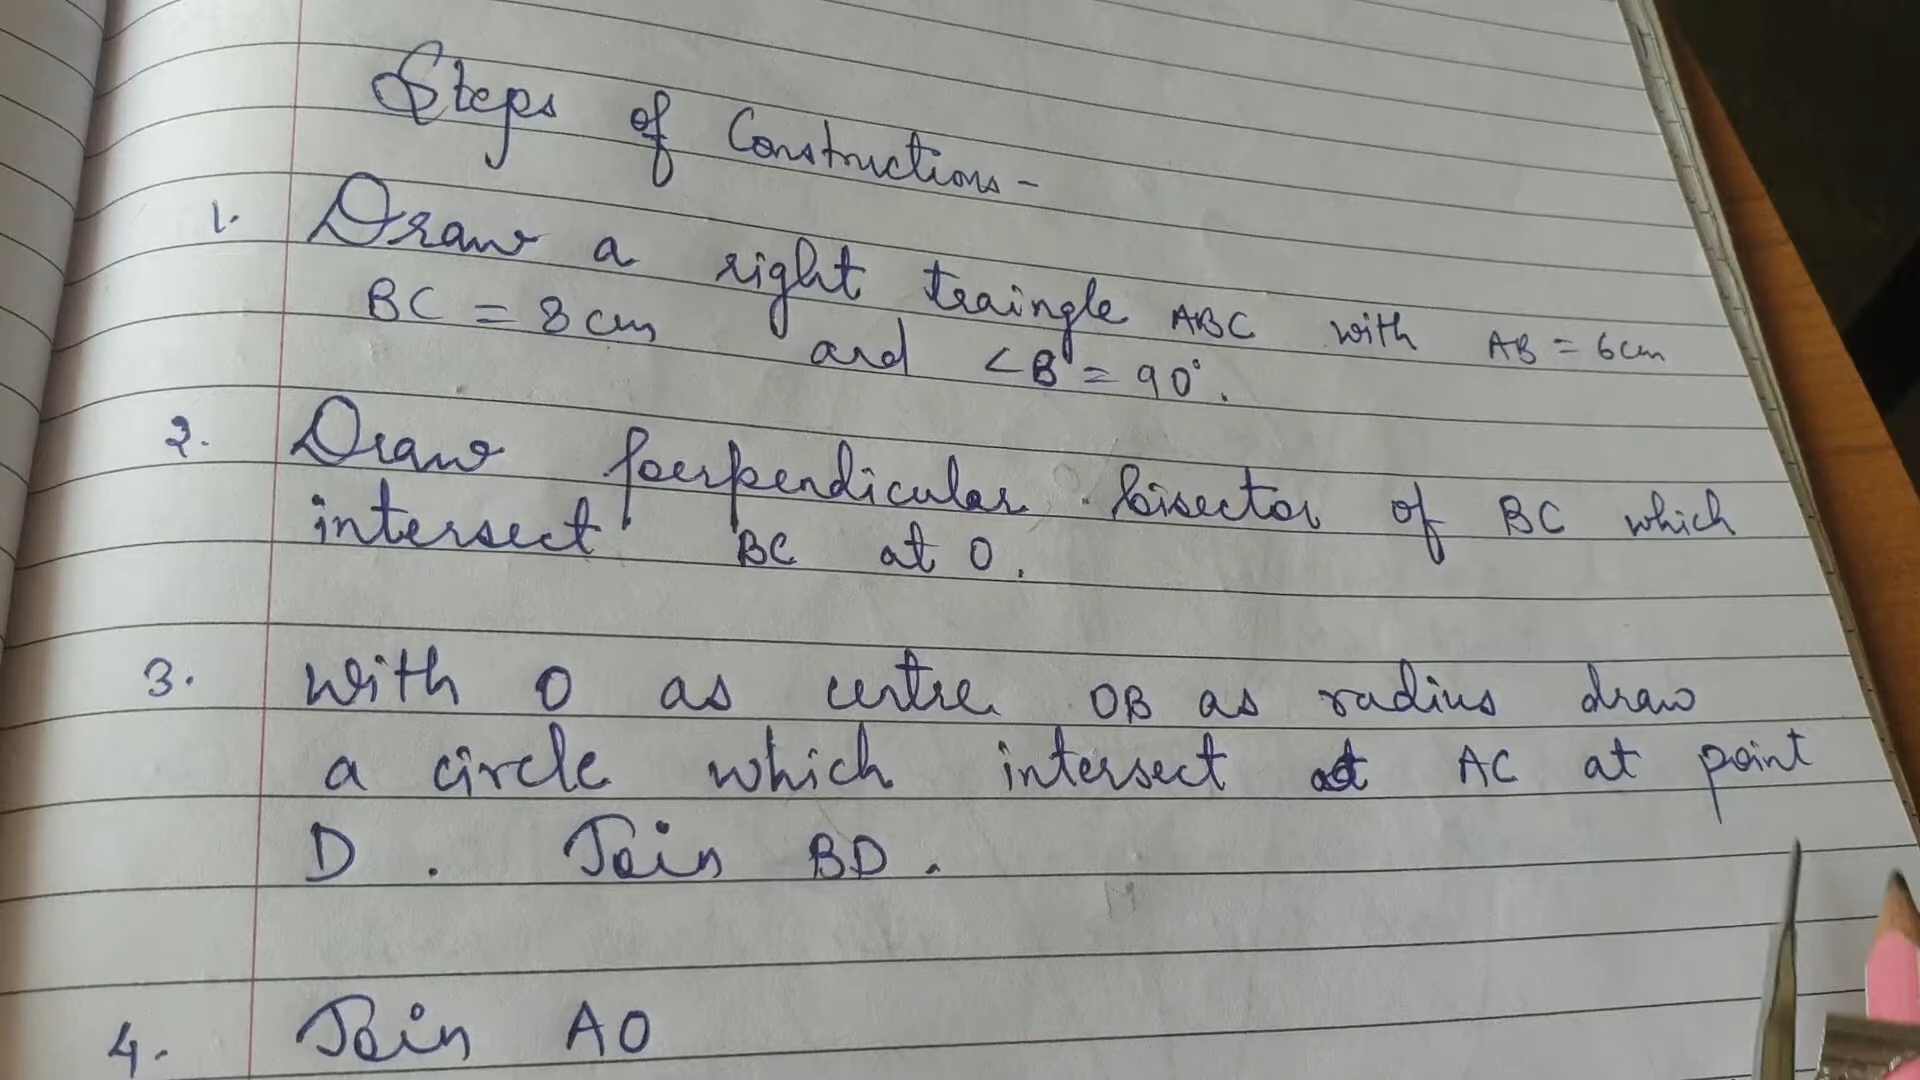 Steps of Constructions -
1. Draw a right traingle ABC with AB = 6cm
BC = 8cm and ∠B = 90°.
2. Draw perpendicular bisector of BC which
intersect BC at O.
3. With O as centre OB as radius draw
a circle which intersect at AC at point
D. Join BD.
4. Join AO